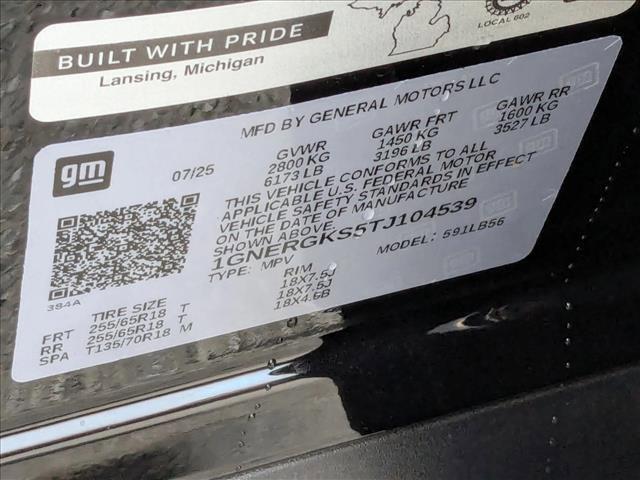 BUILT WITH PRIDE
Lansing, Michigan
LOCAL 602
MFD BY GENERAL MOTORS LLC
gm
07/25
GVWR GAWR FRT GAWR RR
2800 KG 1450 KG 1600 KG
6173 LB 3196 LB 3527 LB
THIS VEHICLE CONFORMS TO ALL
APPLICABLE U.S. FEDERAL MOTOR
VEHICLE SAFETY STANDARDS IN EFFECT
ON THE DATE OF MANUFACTURE
SHOWN ABOVE.
1GNERGKS5TJ104539
TYPE: MPV MODEL: 591LB56
3S4A
TIRE SIZE RIM
FRT 255/65R18 T 18X7.5J
RR 255/65R18 T 18X7.5J
SPA T135/70R18 M 18X4.5B